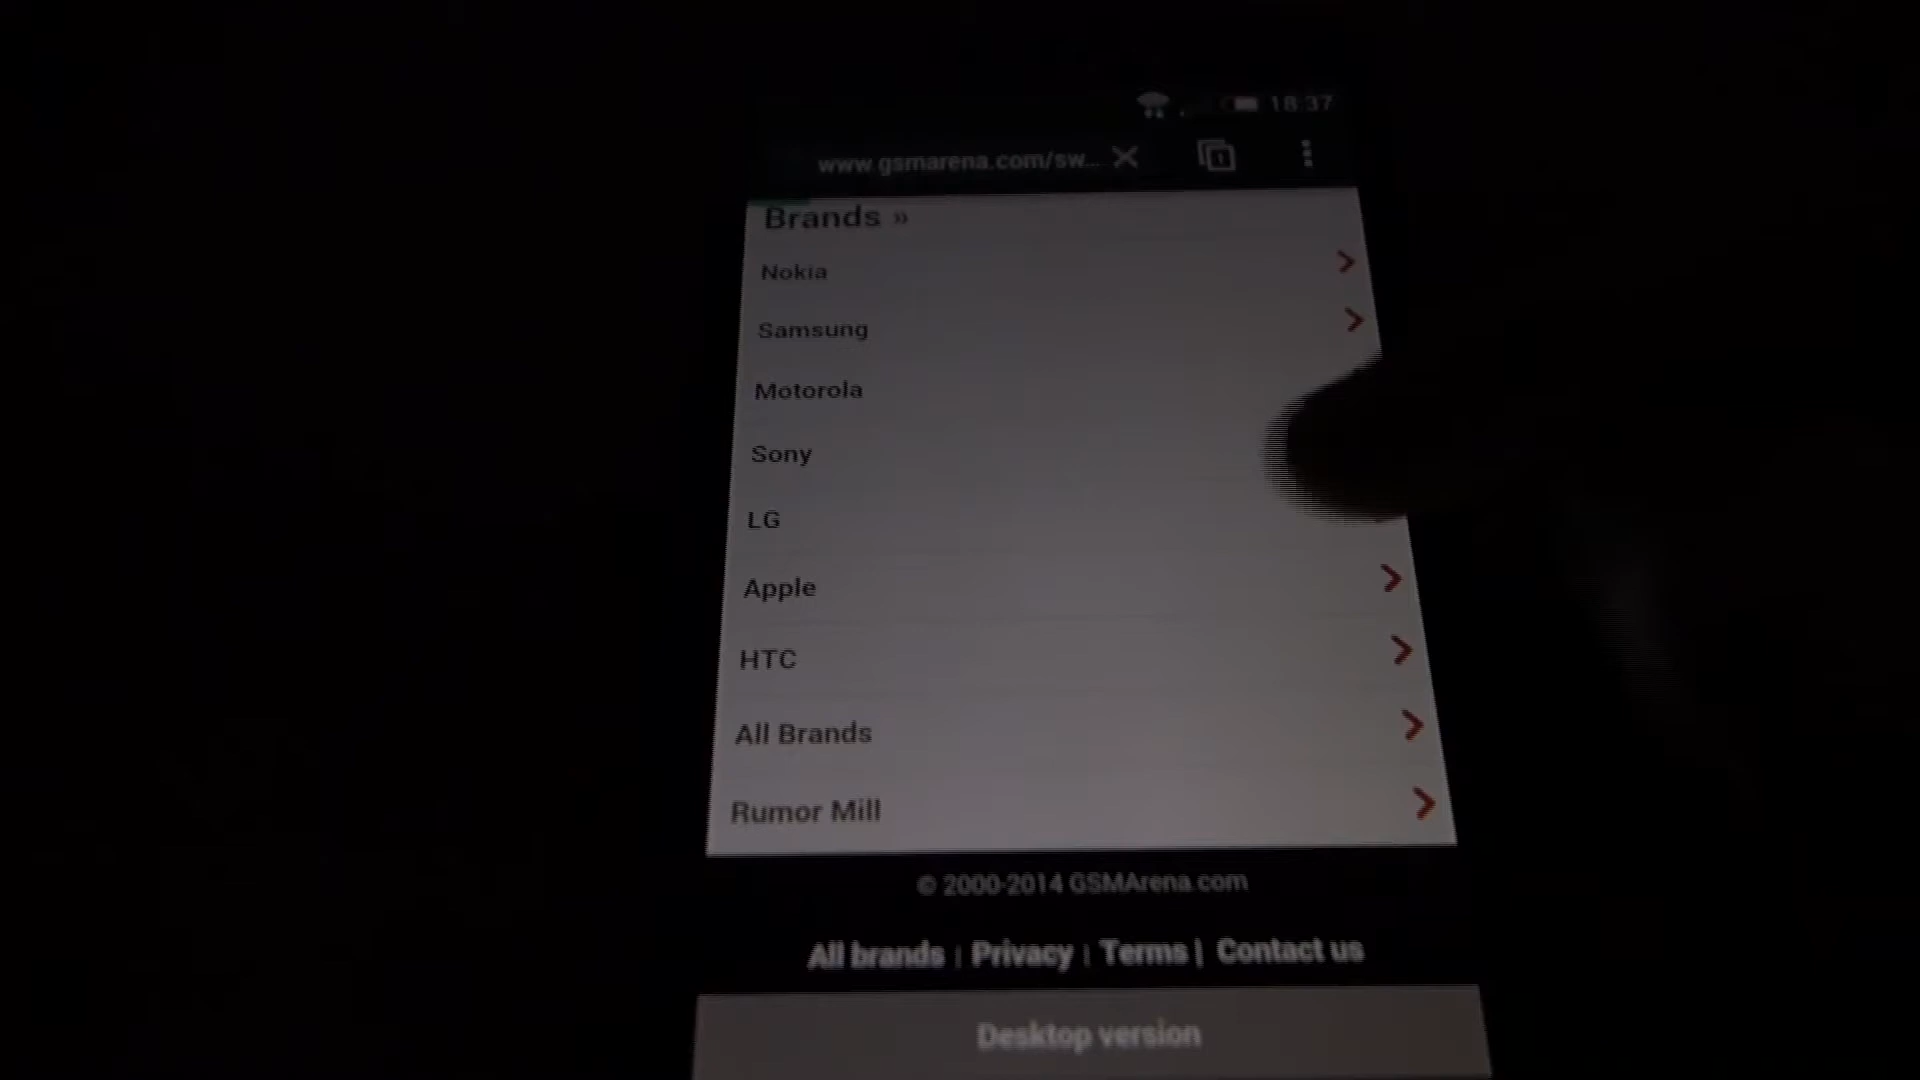 18:37
www.gsmarena.com/sw...
Brands »
Nokia
Samsung
Motorola
Sony
LG
Apple
HTC
All Brands
Rumor Mill
© 2000-2014 GSMArena.com
All brands | Privacy | Terms | Contact us
Desktop version